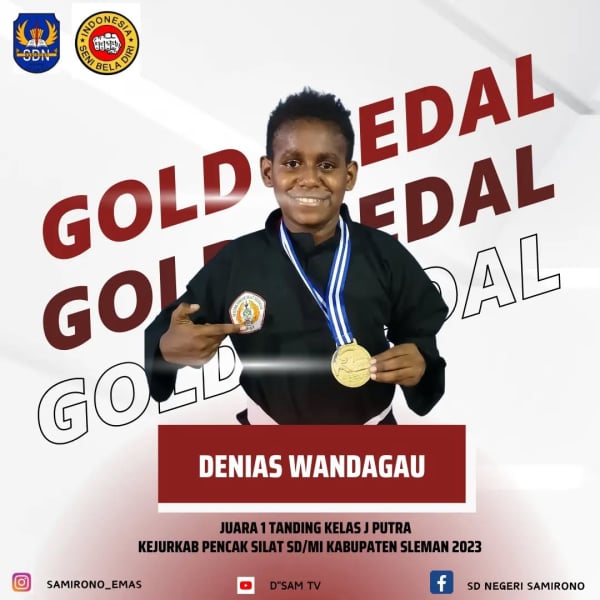 SDN
INDONESIA
SENI BELA DIRI
GOLD MEDAL
GOLD MEDAL
GOLD MEDAL
DENIAS WANDAGAU
JUARA 1 TANDING KELAS J PUTRA
KEJURKAB PENCAK SILAT SD/MI KABUPATEN SLEMAN 2023
SAMIRONO_EMAS
D"SAM TV
SD NEGERI SAMIRONO